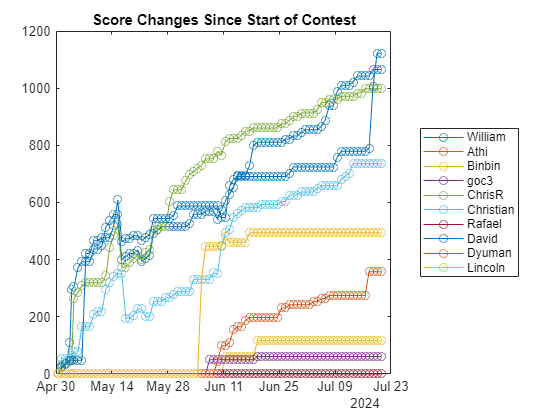 Score Changes Since Start of Contest
1200
1000
800
600
400
200
0
Apr 30 May 14 May 28 Jun 11 Jun 25 Jul 09 Jul 23
2024
William
Athi
Binbin
goc3
ChrisR
Christian
Rafael
David
Dyuman
Lincoln